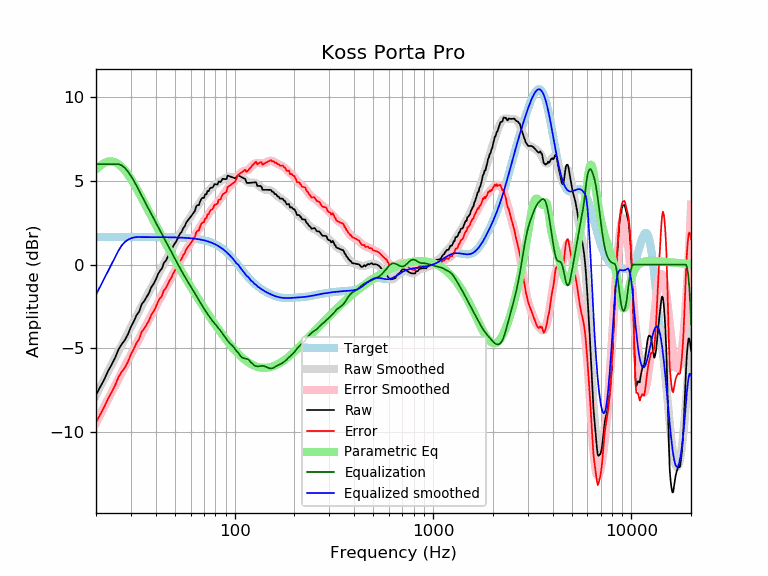 Koss Porta Pro
Amplitude (dBr)
10
5
0
−5
−10
Target
Raw Smoothed
Error Smoothed
Raw
Error
Parametric Eq
Equalization
Equalized smoothed
100
1000
10000
Frequency (Hz)